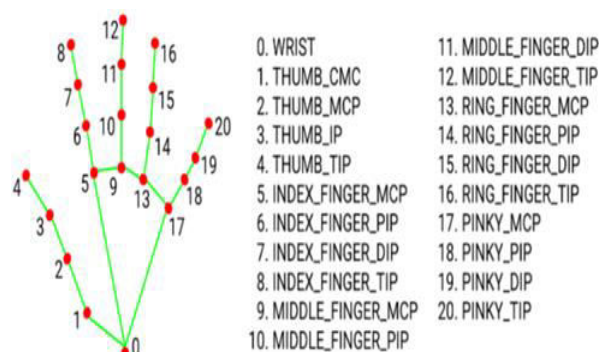 12
8
16
11
7
15
10
20
6
14
19
4
5
9
13
18
3
17
2
1
0
0. WRIST
1. THUMB_CMC
2. THUMB_MCP
3. THUMB_IP
4. THUMB_TIP
5. INDEX_FINGER_MCP
6. INDEX_FINGER_PIP
7. INDEX_FINGER_DIP
8. INDEX_FINGER_TIP
9. MIDDLE_FINGER_MCP
10. MIDDLE_FINGER_PIP
11. MIDDLE_FINGER_DIP
12. MIDDLE_FINGER_TIP
13. RING_FINGER_MCP
14. RING_FINGER_PIP
15. RING_FINGER_DIP
16. RING_FINGER_TIP
17. PINKY_MCP
18. PINKY_PIP
19. PINKY_DIP
20. PINKY_TIP